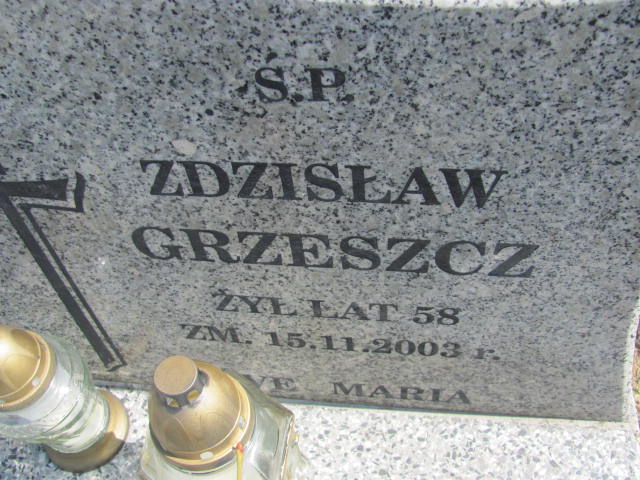 Ś.P.
ZDZISŁAW
GRZESZCZ
ŻYŁ LAT 58
ZM. 15.11.2003 r.
MARIA